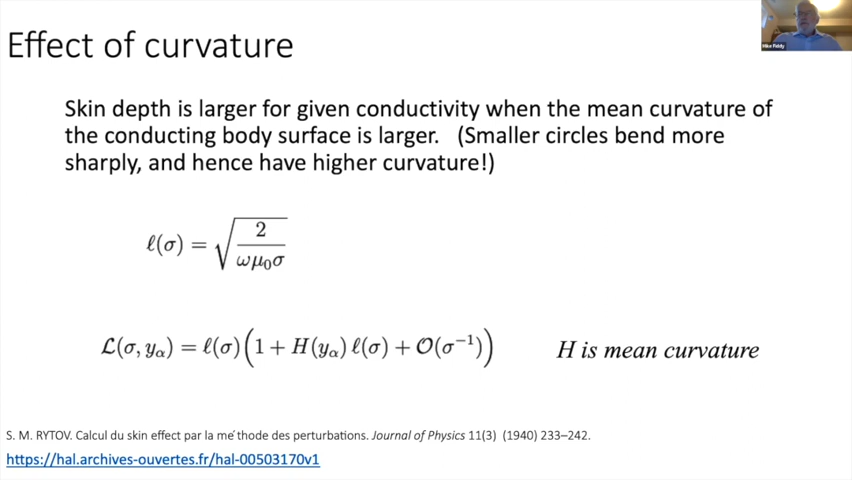 Effect of curvature
Skin depth is larger for given conductivity when the mean curvature of
the conducting body surface is larger. (Smaller circles bend more
sharply, and hence have higher curvature!)
ℓ(σ) = √(2 / ωμ₀σ)
𝓛(σ, yα) = ℓ(σ)(1 + H(yα) ℓ(σ) + 𝒪(σ⁻¹))
H is mean curvature
S. M. RYTOV. Calcul du skin effect par la me´thode des perturbations. Journal of Physics 11(3) (1940) 233–242.
https://hal.archives-ouvertes.fr/hal-00503170v1